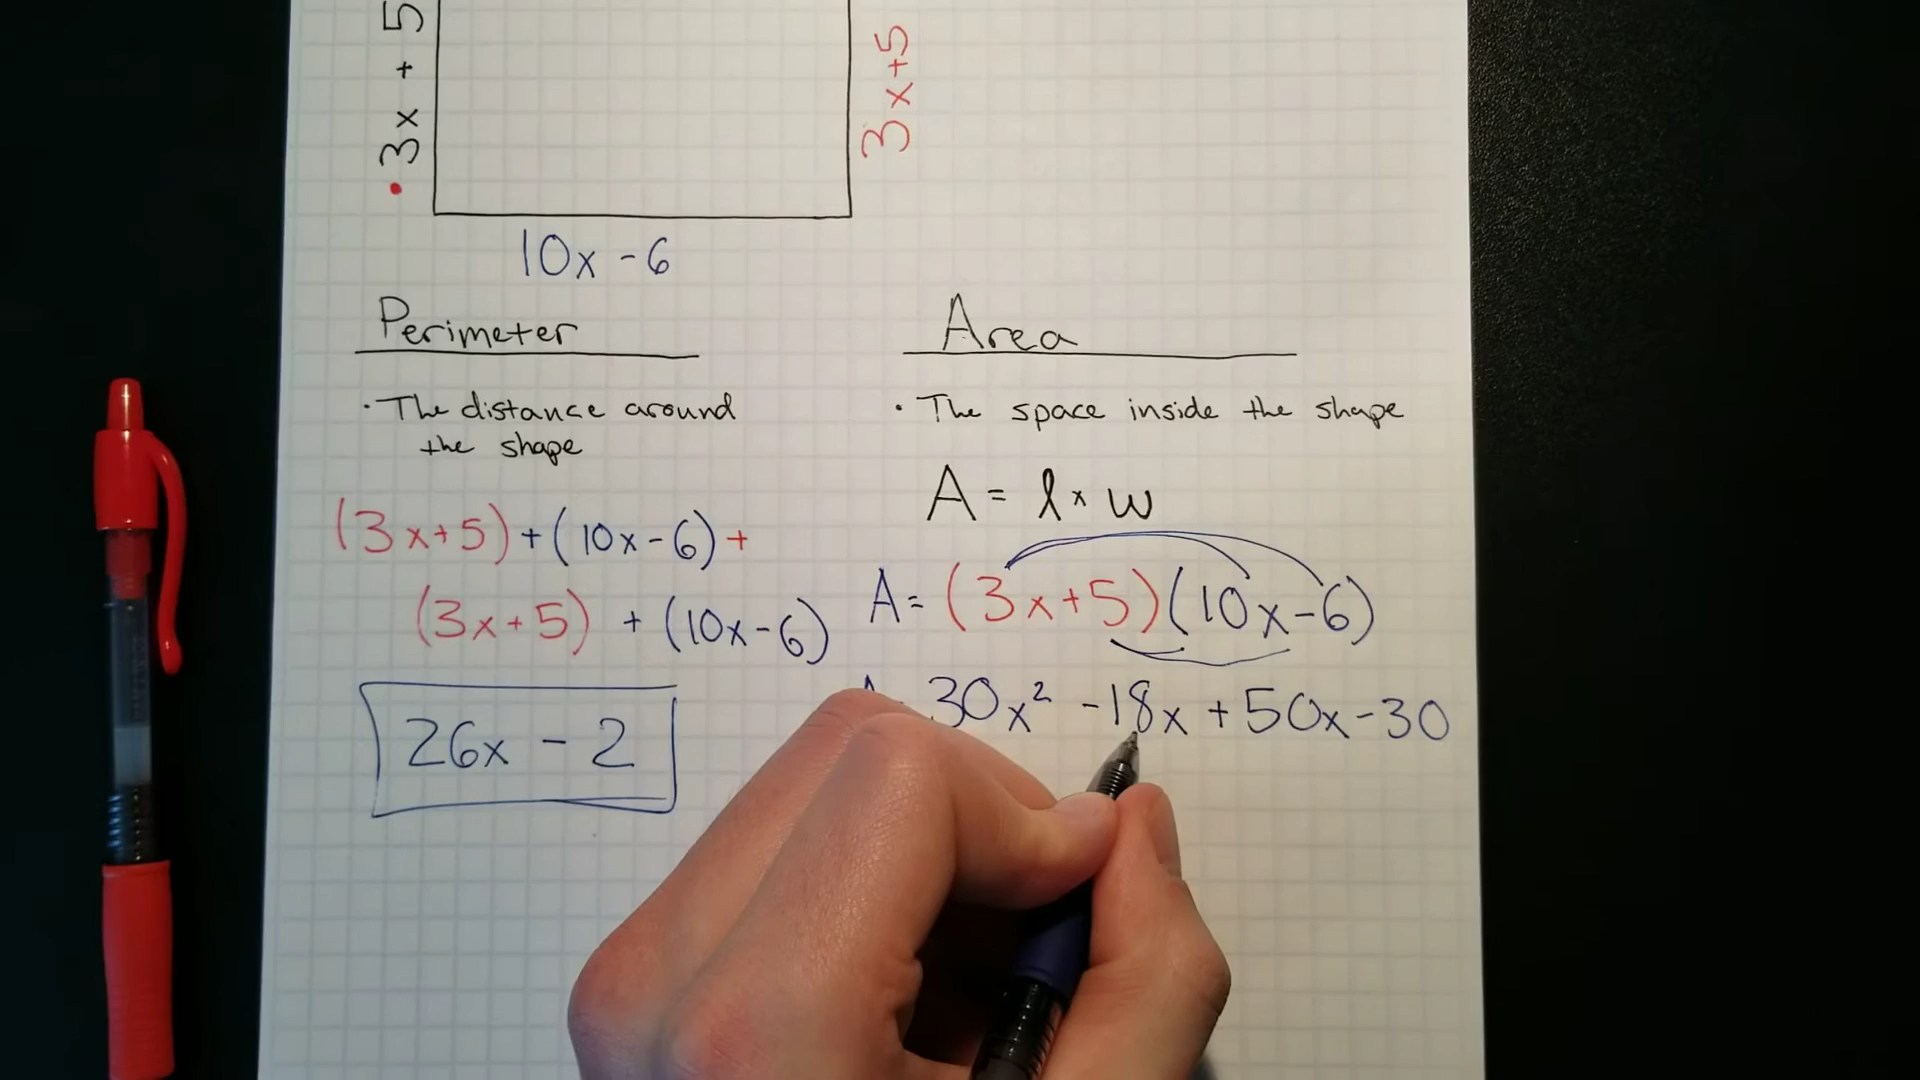 3x + 5
3x+5
10x - 6
Perimeter
· The distance around
the shape
(3x+5) + (10x-6) +
(3x+5) + (10x-6)
26x - 2
Area
· The space inside the shape
A = l × w
A = (3x+5)(10x-6)
30x² - 18x + 50x - 30